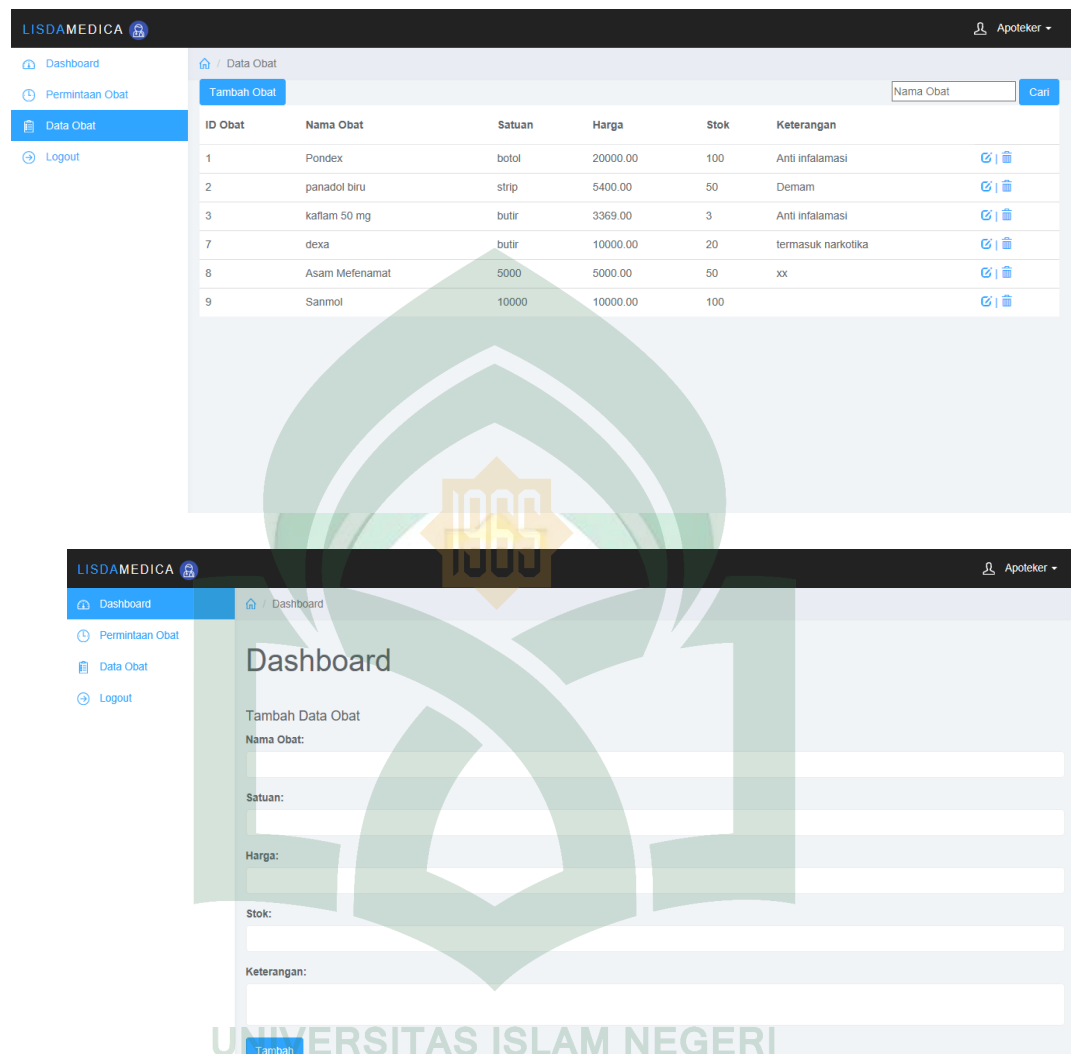 LISDAMEDICA Apoteker
Dashboard / Data Obat
Permintaan Obat Tambah Obat Nama Obat Cari
Data Obat
Logout
ID Obat Nama Obat Satuan Harga Stok Keterangan
1 Pondex botol 20000.00 100 Anti infalamasi |
2 panadol biru strip 5400.00 50 Demam |
3 kaflam 50 mg butir 3369.00 3 Anti infalamasi |
7 dexa butir 10000.00 20 termasuk narkotika |
8 Asam Mefenamat 5000 5000.00 50 xx |
9 Sanmol 10000 10000.00 100 |
1965
LISDAMEDICA Apoteker
Dashboard / Dashboard
Permintaan Obat
Data Obat
Logout
Dashboard
Tambah Data Obat
Nama Obat:
Satuan:
Harga:
Stok:
Keterangan:
Tambah
UNIVERSITAS ISLAM NEGERI